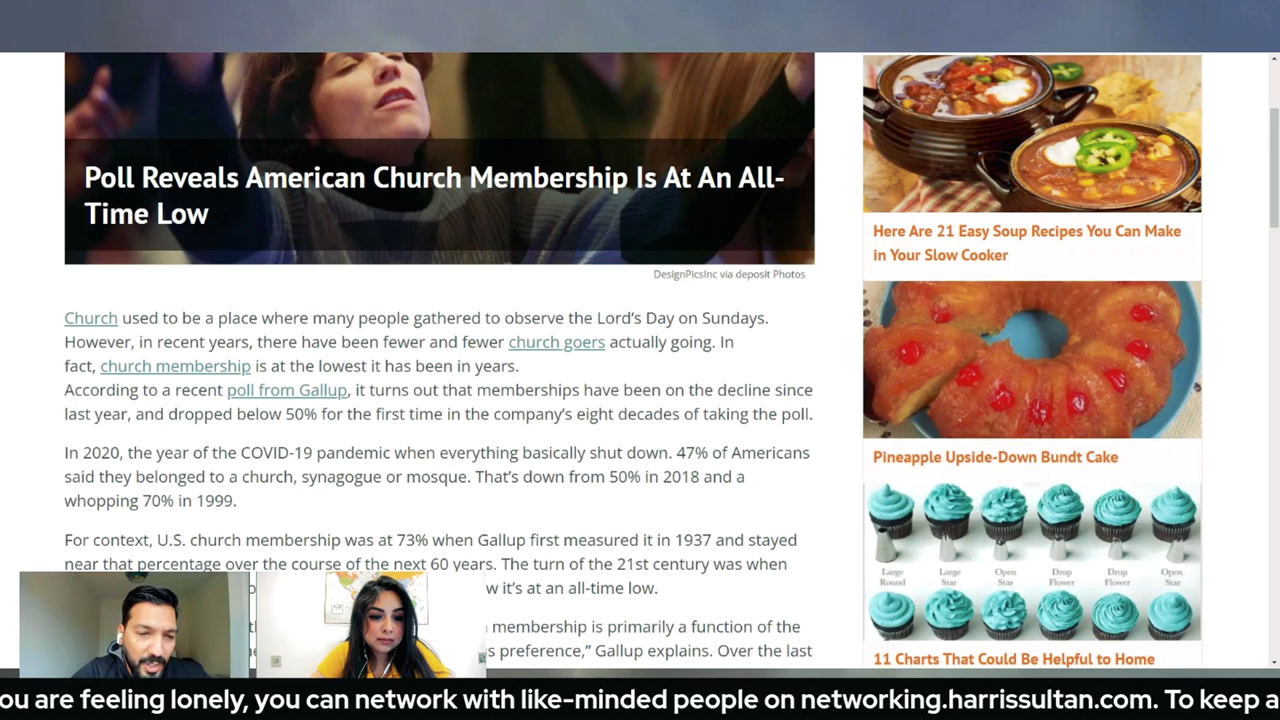 Poll Reveals American Church Membership Is At An All-
Time Low
DesignPicsInc via deposit Photos
Church used to be a place where many people gathered to observe the Lord's Day on Sundays.
However, in recent years, there have been fewer and fewer church goers actually going. In
fact, church membership is at the lowest it has been in years.
According to a recent poll from Gallup, it turns out that memberships have been on the decline since
last year, and dropped below 50% for the first time in the company's eight decades of taking the poll.
In 2020, the year of the COVID-19 pandemic when everything basically shut down. 47% of Americans
said they belonged to a church, synagogue or mosque. That's down from 50% in 2018 and a
whopping 70% in 1999.
For context, U.S. church membership was at 73% when Gallup first measured it in 1937 and stayed
near that percentage over the course of the next 60 years. The turn of the 21st century was when
it's at an all-time low.
membership is primarily a function of the
preference,” Gallup explains. Over the last
Here Are 21 Easy Soup Recipes You Can Make
in Your Slow Cooker
Pineapple Upside-Down Bundt Cake
Large Round
Large Star
Open Star
Drop Flower
Drop Flower
Open Star
11 Charts That Could Be Helpful to Home
ou are feeling lonely, you can network with like-minded people on networking.harrissultan.com. To keep a